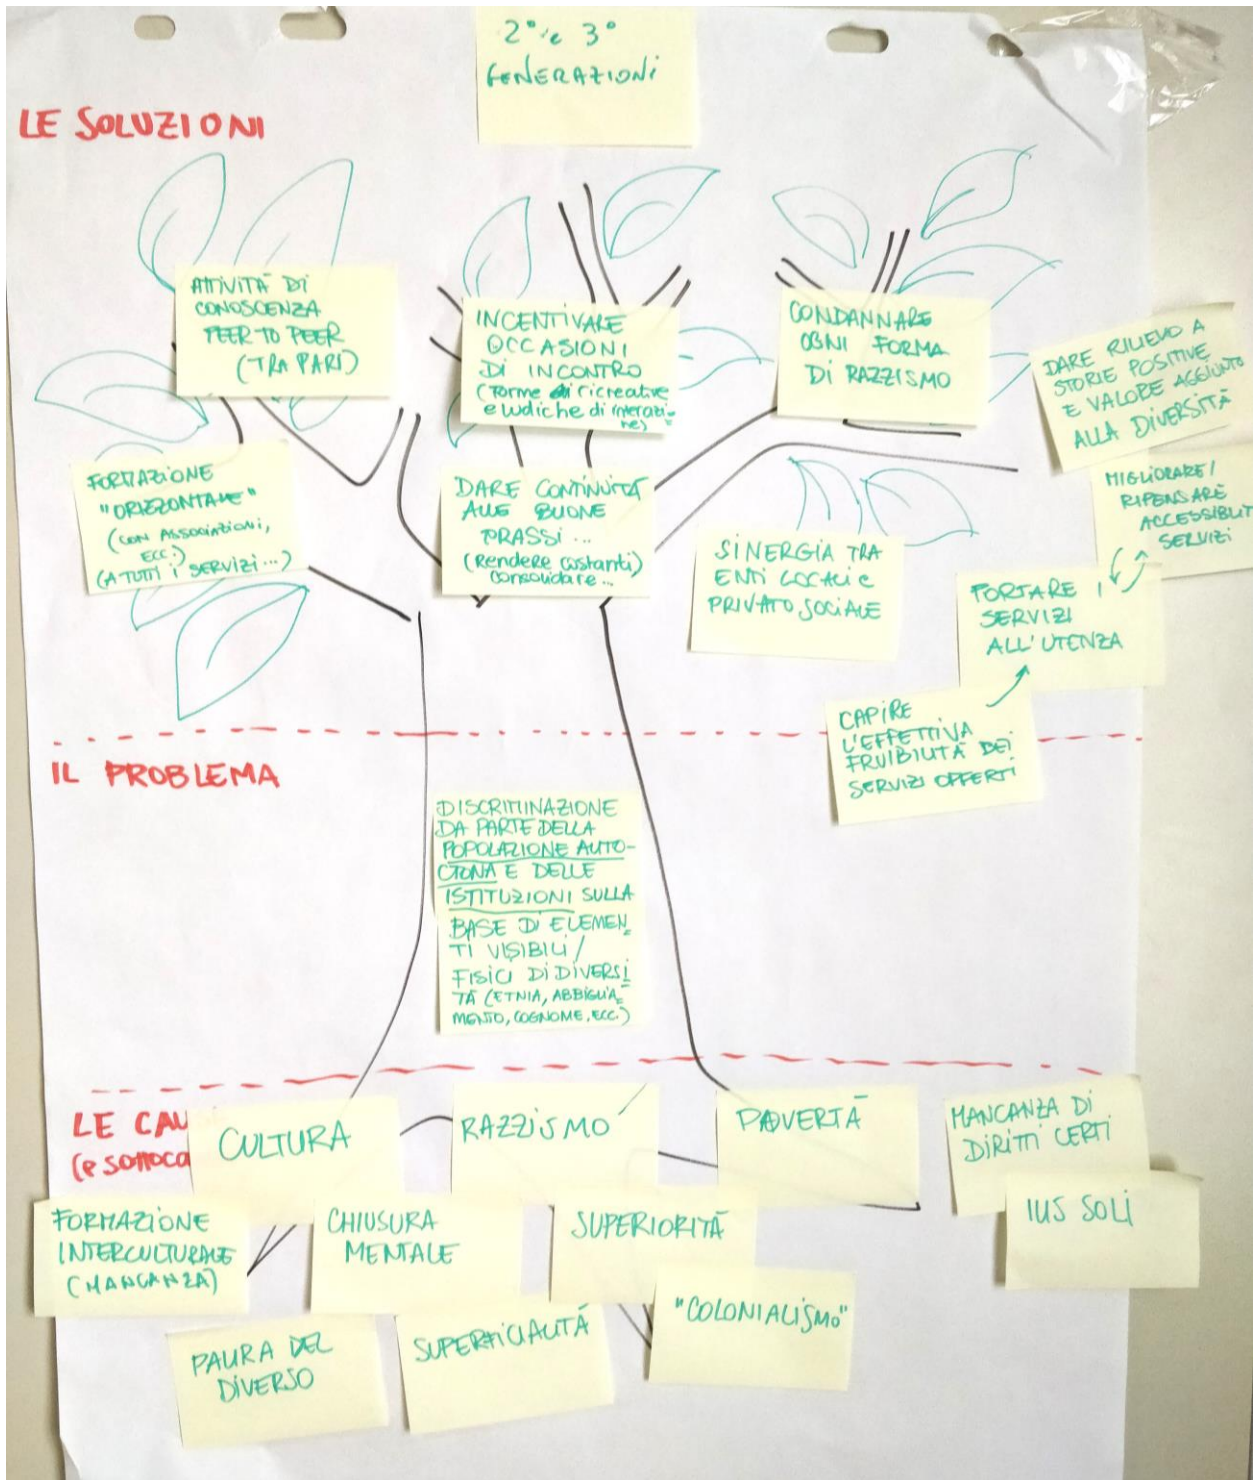 2° e 3°
GENERAZIONI
LE SOLUZIONI
ATTIVITÀ DI
CONOSCENZA
PEER TO PEER
(TRA PARI)
INCENTIVARE
OCCASIONI
DI INCONTRO
(forme di ricreative
e ludiche di interazio-
ne)
CONDANNARE
OGNI FORMA
DI RAZZISMO
DARE RILIEVO A
STORIE POSITIVE
E VALORE AGGIUNTO
ALLA DIVERSITÀ
FORMAZIONE
"ORIZZONTALE"
(CON ASSOCIAZIONI,
ECC.)
(A TUTTI I SERVIZI...)
DARE CONTINUITÀ
ALLE BUONE
PRASSI...
(Rendere costanti)
consolidare...
SINERGIA TRA
ENTI LOCALI E
PRIVATO SOCIALE
MIGLIORARE/
RIPENSARE
ACCESSIBILIT
SERVIZI
PORTARE I
SERVIZI
ALL'UTENZA
CAPIRE
L'EFFETTIVA
FRUIBILITÀ DEI
SERVIZI OFFERTI
IL PROBLEMA
DISCRIMINAZIONE
DA PARTE DELLA
POPOLAZIONE AUTO-
CTONA E DELLE
ISTITUZIONI SULLA
BASE DI ELEMEN-
TI VISIBILI/
FISICI DI DIVERSI
TÀ (ETNIA, ABBIGLIA-
MENTO, COGNOME, ECC.)
LE CAU
(e sottoca
CULTURA
RAZZISMO
POVERTÀ
MANCANZA DI
DIRITTI CERTI
FORMAZIONE
INTERCULTURALE
(MANCANZA)
CHIUSURA
MENTALE
SUPERIORITÀ
IUS SOLI
PAURA DEL
DIVERSO
SUPERFICIALITÀ
"COLONIALISMO"